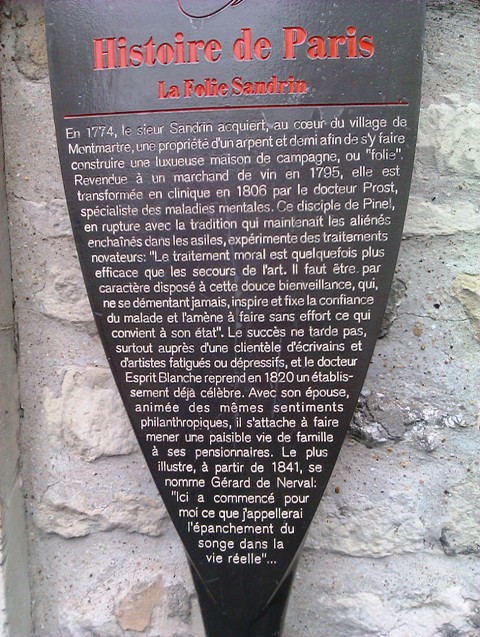 Histoire de Paris
La Folie Sandrin
En 1774, le sieur Sandrin acquiert, au cœur du village de
Montmartre, une propriété d'un arpent et demi afin de s'y faire
construire une luxueuse maison de campagne, ou "folie".
Revendue à un marchand de vin en 1795, elle est
transformée en clinique en 1806 par le docteur Prost,
spécialiste des maladies mentales. Ce disciple de Pinel,
en rupture avec la tradition qui maintenait les aliénés
enchaînés dans les asiles, expérimente des traitements
novateurs: "Le traitement moral est quelquefois plus
efficace que les secours de l'art. Il faut être par
caractère disposé à cette douce bienveillance, qui,
ne se démentant jamais, inspire et fixe la confiance
du malade et l'amène à faire sans effort ce qui
convient à son état". Le succès ne tarde pas,
surtout auprès d'une clientèle d'écrivains et
d'artistes fatigués ou dépressifs, et le docteur
Esprit Blanche reprend en 1820 un établis-
sement déjà célèbre. Avec son épouse,
animée des mêmes sentiments
philanthropiques, il s'attache à faire
mener une paisible vie de famille
à ses pensionnaires. Le plus
illustre, à partir de 1841, se
nomme Gérard de Nerval:
"Ici a commencé pour
moi ce que j'appellerai
l'épanchement du
songe dans la
vie réelle"...